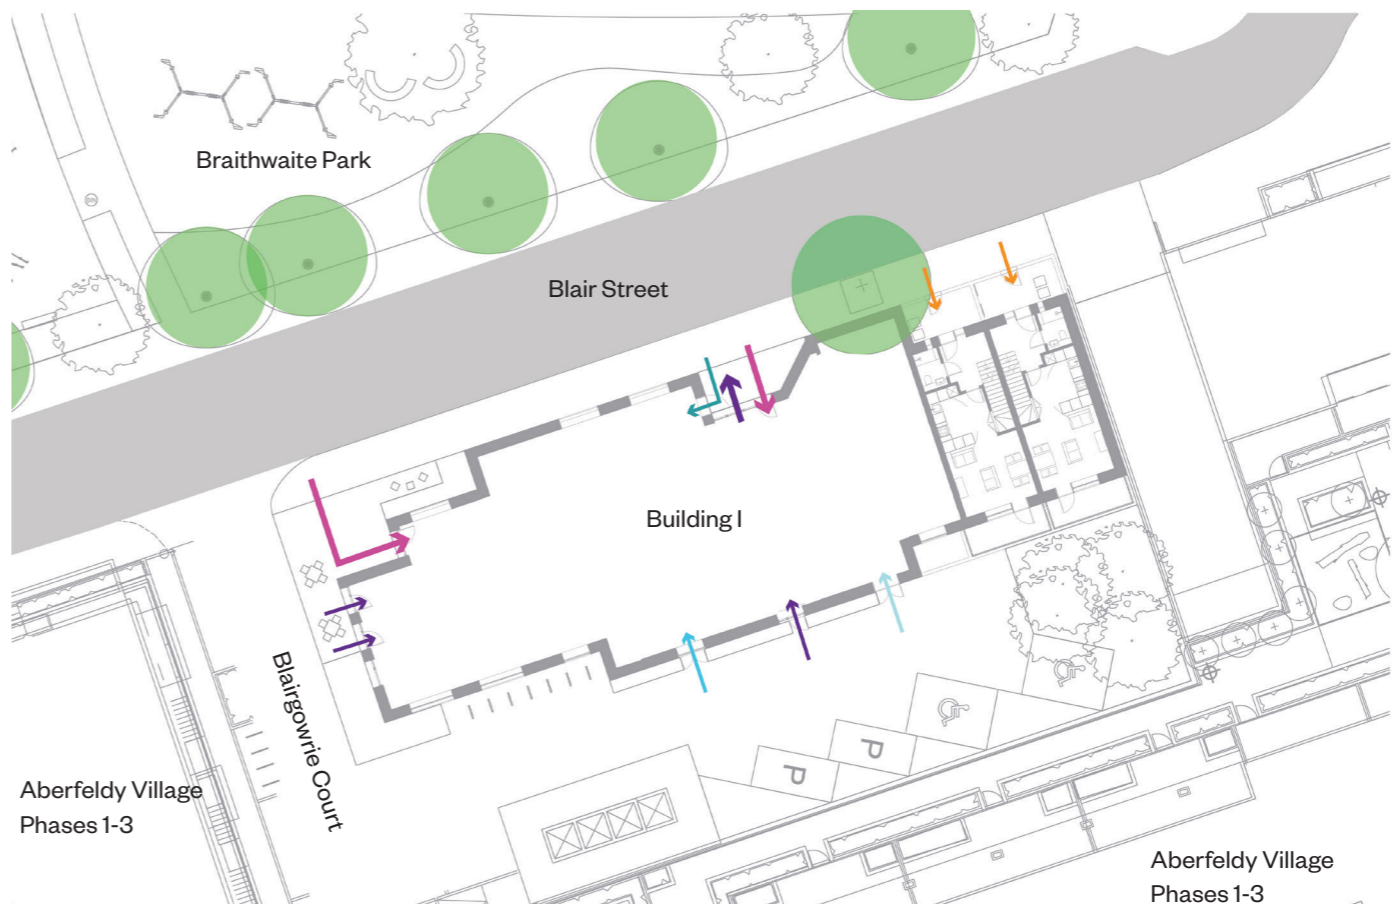 Braithwaite Park
Blair Street
Building I
Blairgowrie Court
P
P
Aberfeldy Village
Phases 1-3
Aberfeldy Village
Phases 1-3